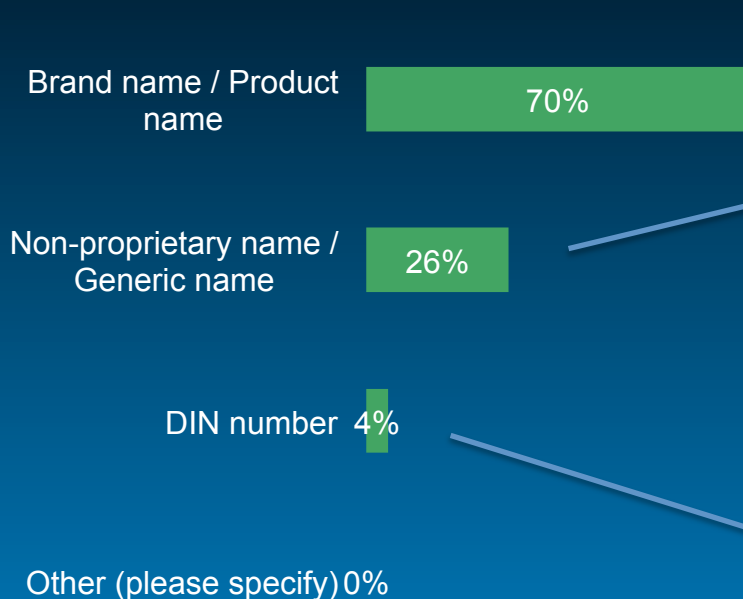 Brand name / Product
name
70%
Non-proprietary name /
Generic name
26%
DIN number
4%
Other (please specify)
0%